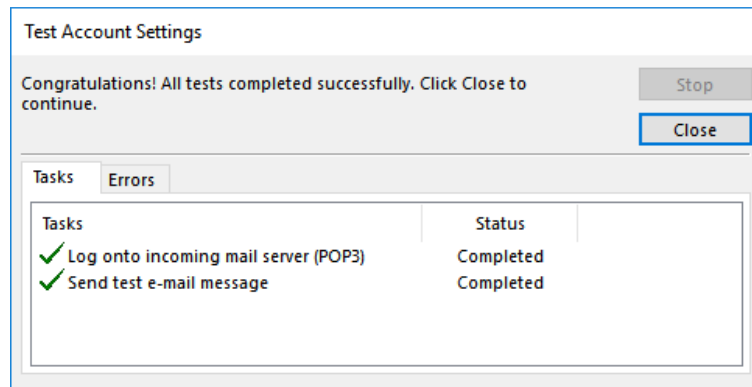 Test Account Settings
Congratulations! All tests completed successfully. Click Close to
continue.
Stop
Close
Tasks Errors
Tasks Status
Log onto incoming mail server (POP3) Completed
Send test e-mail message Completed